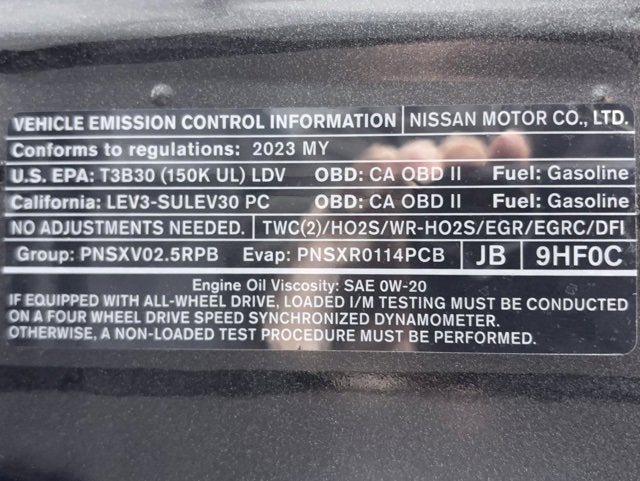 VEHICLE EMISSION CONTROL INFORMATION NISSAN MOTOR CO., LTD.
Conforms to regulations: 2023 MY
U.S. EPA: T3B30 (150K UL) LDV OBD: CA OBD II Fuel: Gasoline
California: LEV3-SULEV30 PC OBD: CA OBD II Fuel: Gasoline
NO ADJUSTMENTS NEEDED. TWC(2)/HO2S/WR-HO2S/EGR/EGRC/DFI
Group: PNSXV02.5RPB Evap: PNSXR0114PCB JB 9HF0C
Engine Oil Viscosity: SAE 0W-20
IF EQUIPPED WITH ALL-WHEEL DRIVE, LOADED I/M TESTING MUST BE CONDUCTED
ON A FOUR WHEEL DRIVE SPEED SYNCHRONIZED DYNAMOMETER.
OTHERWISE, A NON-LOADED TEST PROCEDURE MUST BE PERFORMED.